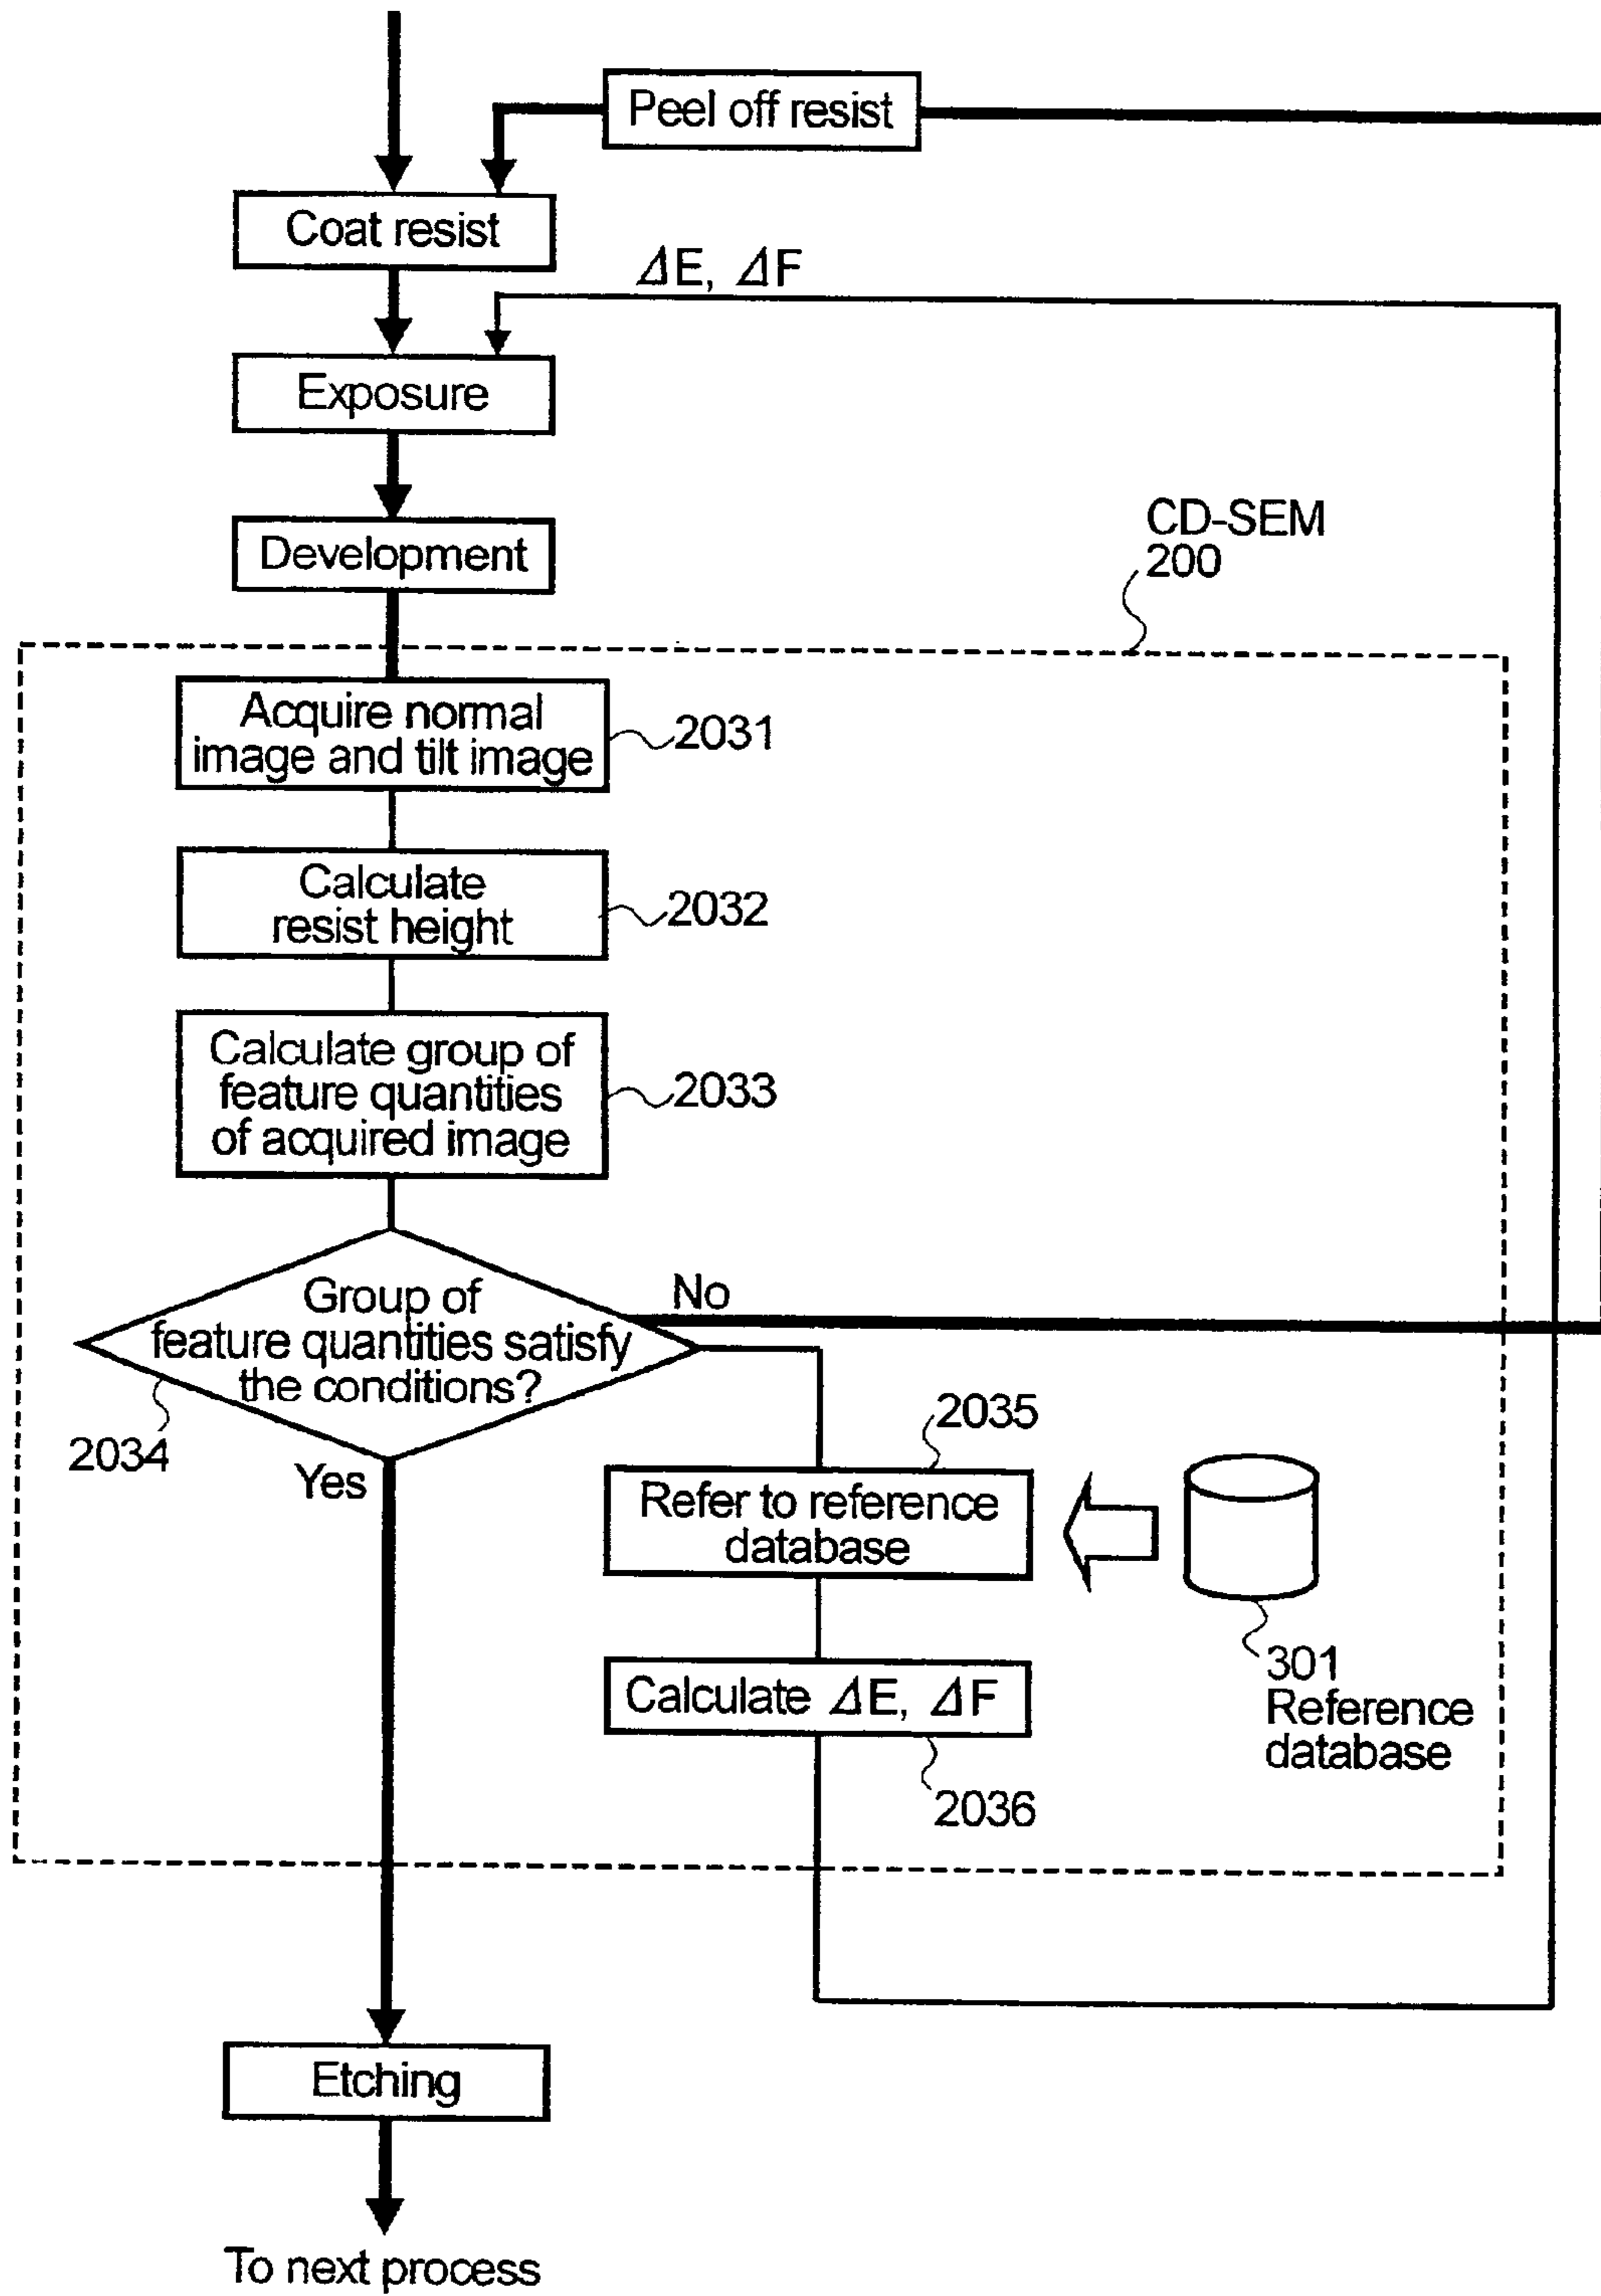 Peel off resist
Coat resist
ΔE, ΔF
Exposure
Development
CD-SEM
200
Acquire normal
image and tilt image
2031
Calculate
resist height
2032
Calculate group of
feature quantities
of acquired image
2033
Group of
feature quantities satisfy
the conditions?
No
2034
Yes
2035
Refer to reference
database
301
Reference
database
Calculate ΔE, ΔF
2036
Etching
To next process